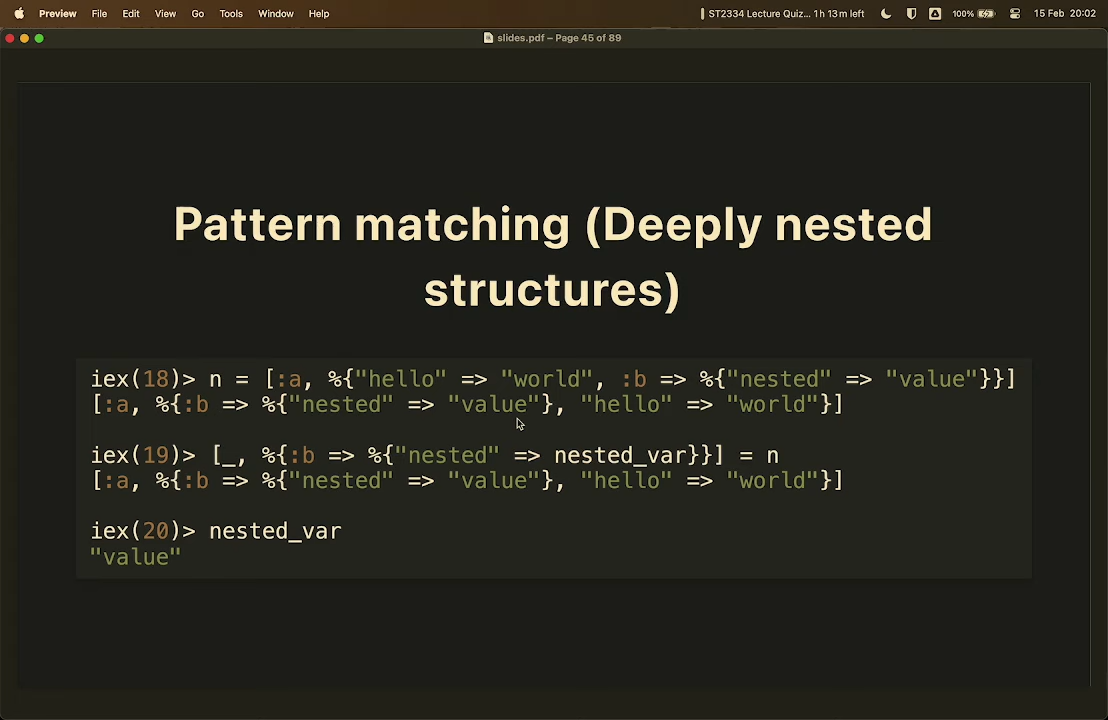 Preview File Edit View Go Tools Window Help ST2334 Lecture Quiz... 1 h 13 m left 100% 15 Feb 20:02
slides.pdf – Page 45 of 89
Pattern matching (Deeply nested
structures)
iex(18)> n = [:a, %{"hello" => "world", :b => %{"nested" => "value"}}]
[:a, %{:b => %{"nested" => "value"}, "hello" => "world"}]
iex(19)> [_, %{:b => %{"nested" => nested_var}}] = n
[:a, %{:b => %{"nested" => "value"}, "hello" => "world"}]
iex(20)> nested_var
"value"